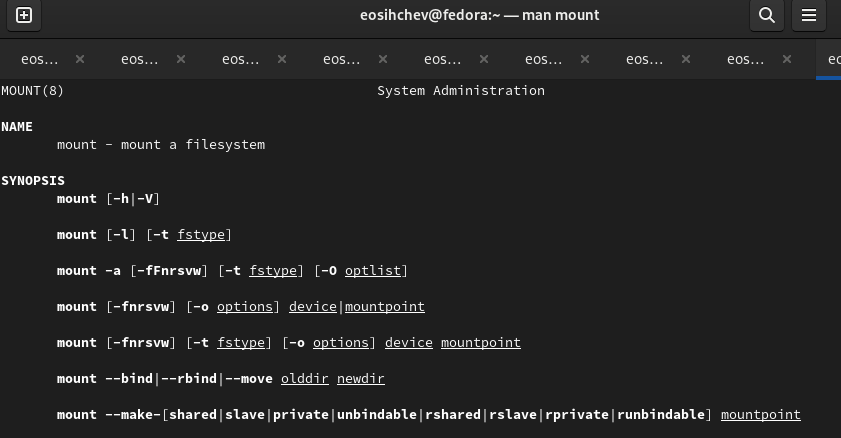 eosihchev@fedora:~ — man mount
eos... eos... eos... eos... eos... eos... eos... eos... eo
MOUNT(8) System Administration
NAME
mount - mount a filesystem
SYNOPSIS
mount [-h|-V]
mount [-l] [-t fstype]
mount -a [-fFnrsvw] [-t fstype] [-O optlist]
mount [-fnrsvw] [-o options] device|mountpoint
mount [-fnrsvw] [-t fstype] [-o options] device mountpoint
mount --bind|--rbind|--move olddir newdir
mount --make-[shared|slave|private|unbindable|rshared|rslave|rprivate|runbindable] mountpoint